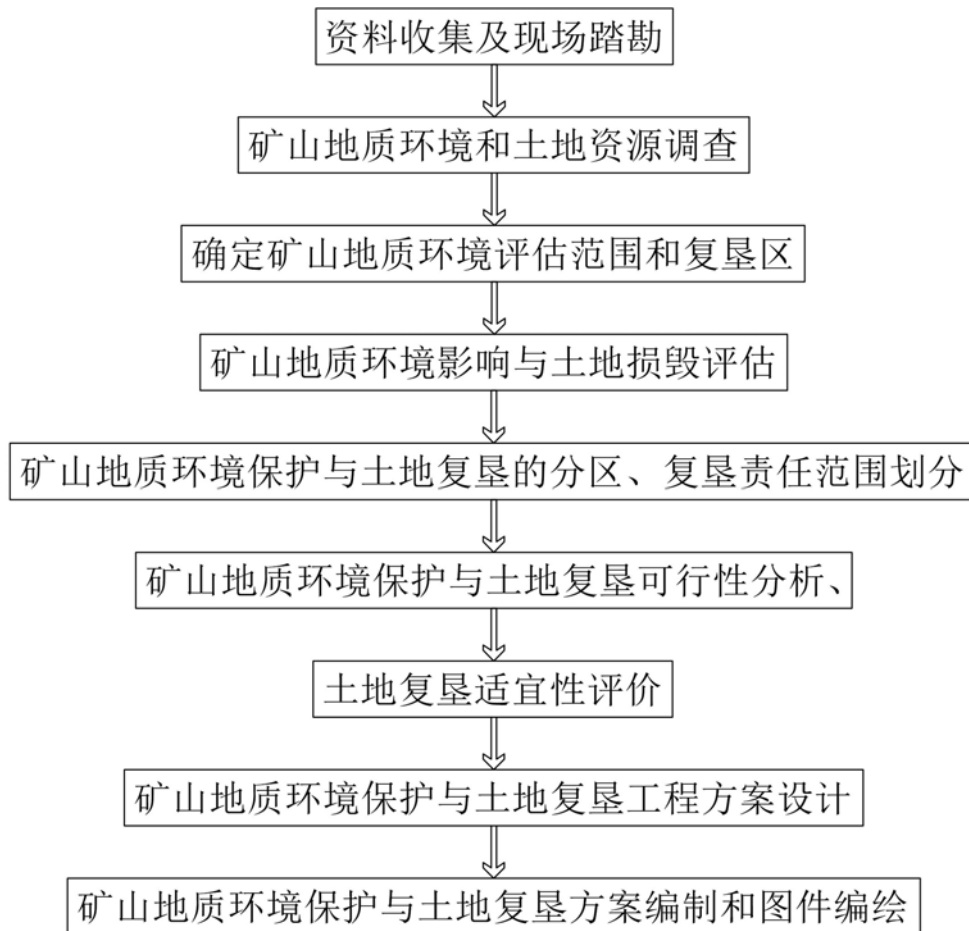 资料收集及现场踏勘
矿山地质环境和土地资源调查
确定矿山地质环境评估范围和复垦区
矿山地质环境影响与土地损毁评估
矿山地质环境保护与土地复垦的分区、复垦责任范围划分
矿山地质环境保护与土地复垦可行性分析、
土地复垦适宜性评价
矿山地质环境保护与土地复垦工程方案设计
矿山地质环境保护与土地复垦方案编制和图件编绘